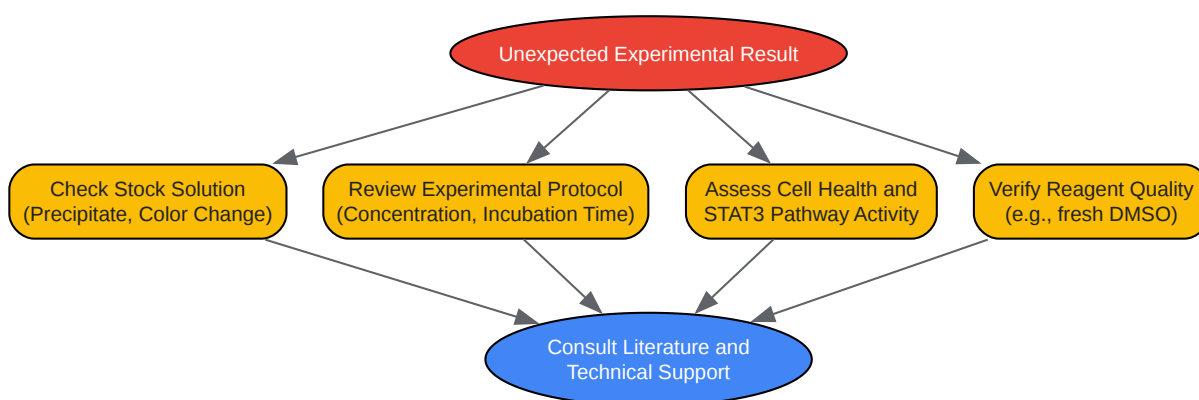 Unexpected Experimental Result
Check Stock Solution
(Precipitate, Color Change)
Review Experimental Protocol
(Concentration, Incubation Time)
Assess Cell Health and
STAT3 Pathway Activity
Verify Reagent Quality
(e.g., fresh DMSO)
Consult Literature and
Technical Support